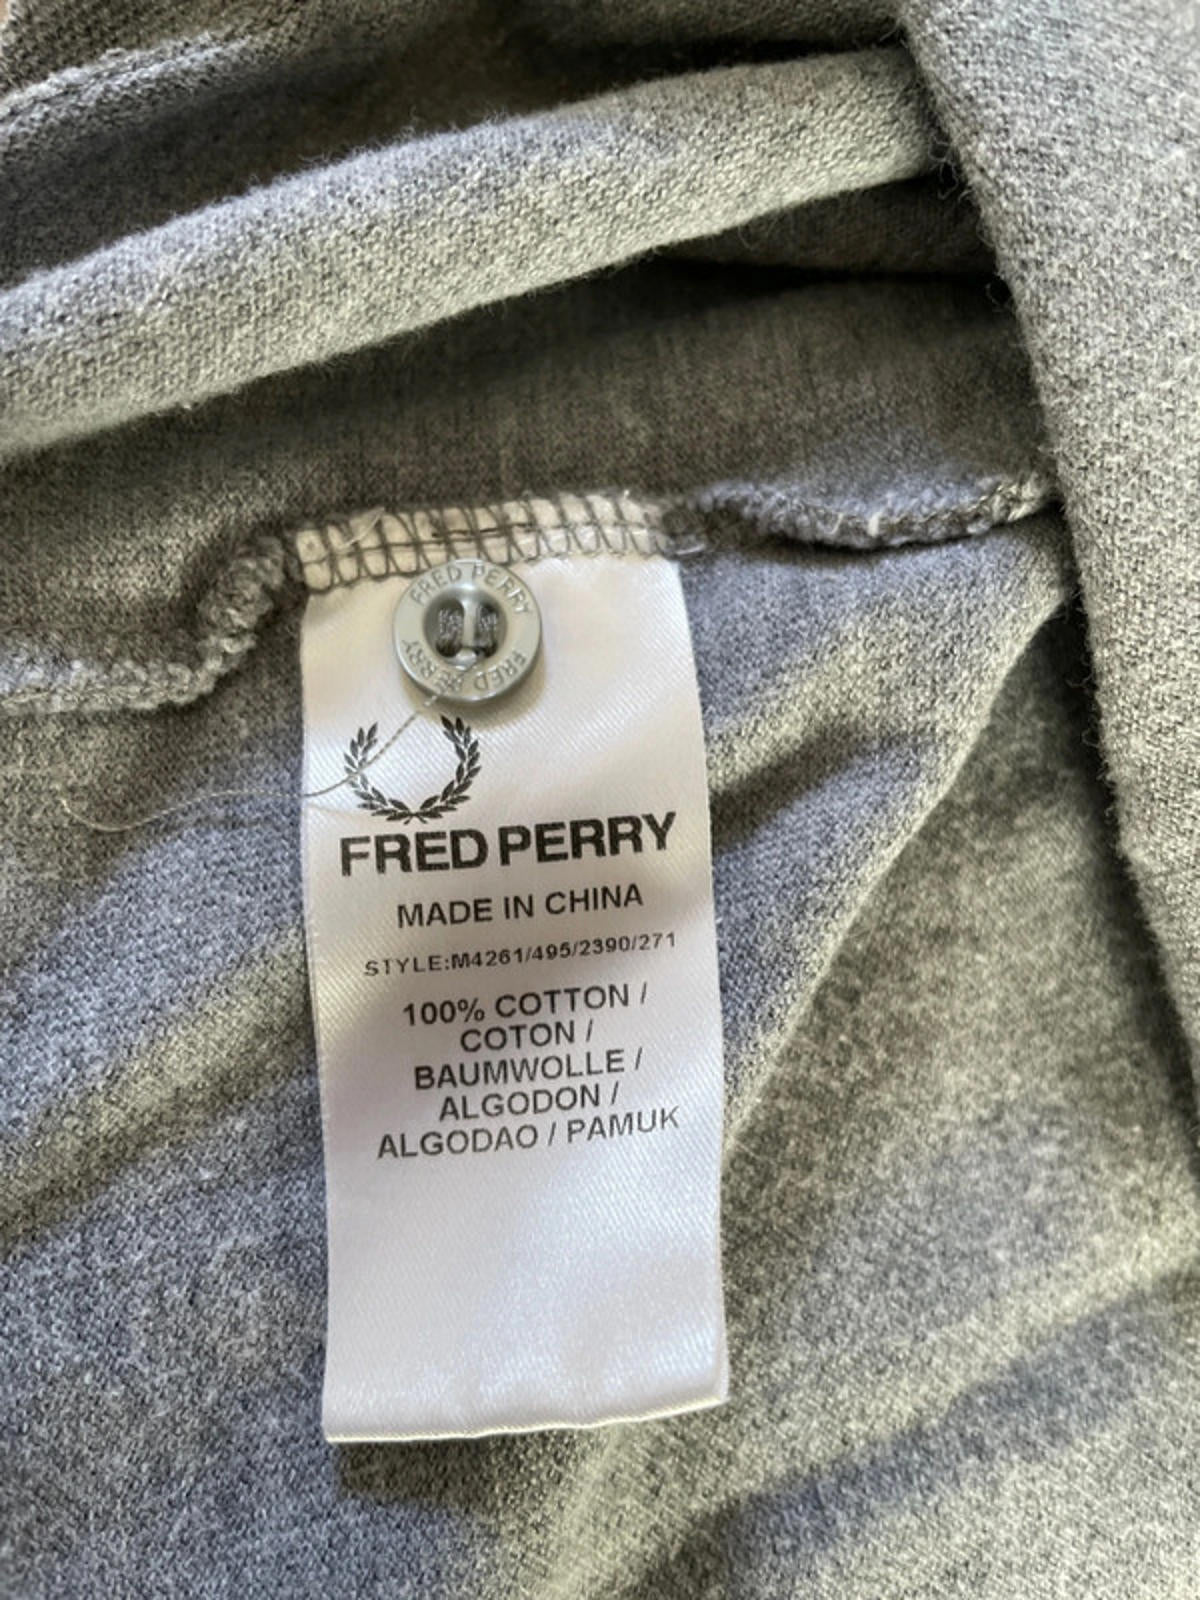 FRED PERRY
FRED PERRY
FRED PERRY
MADE IN CHINA
STYLE:M4261/495/2390/271
100% COTTON /
COTON /
BAUMWOLLE /
ALGODON /
ALGODAO / PAMUK